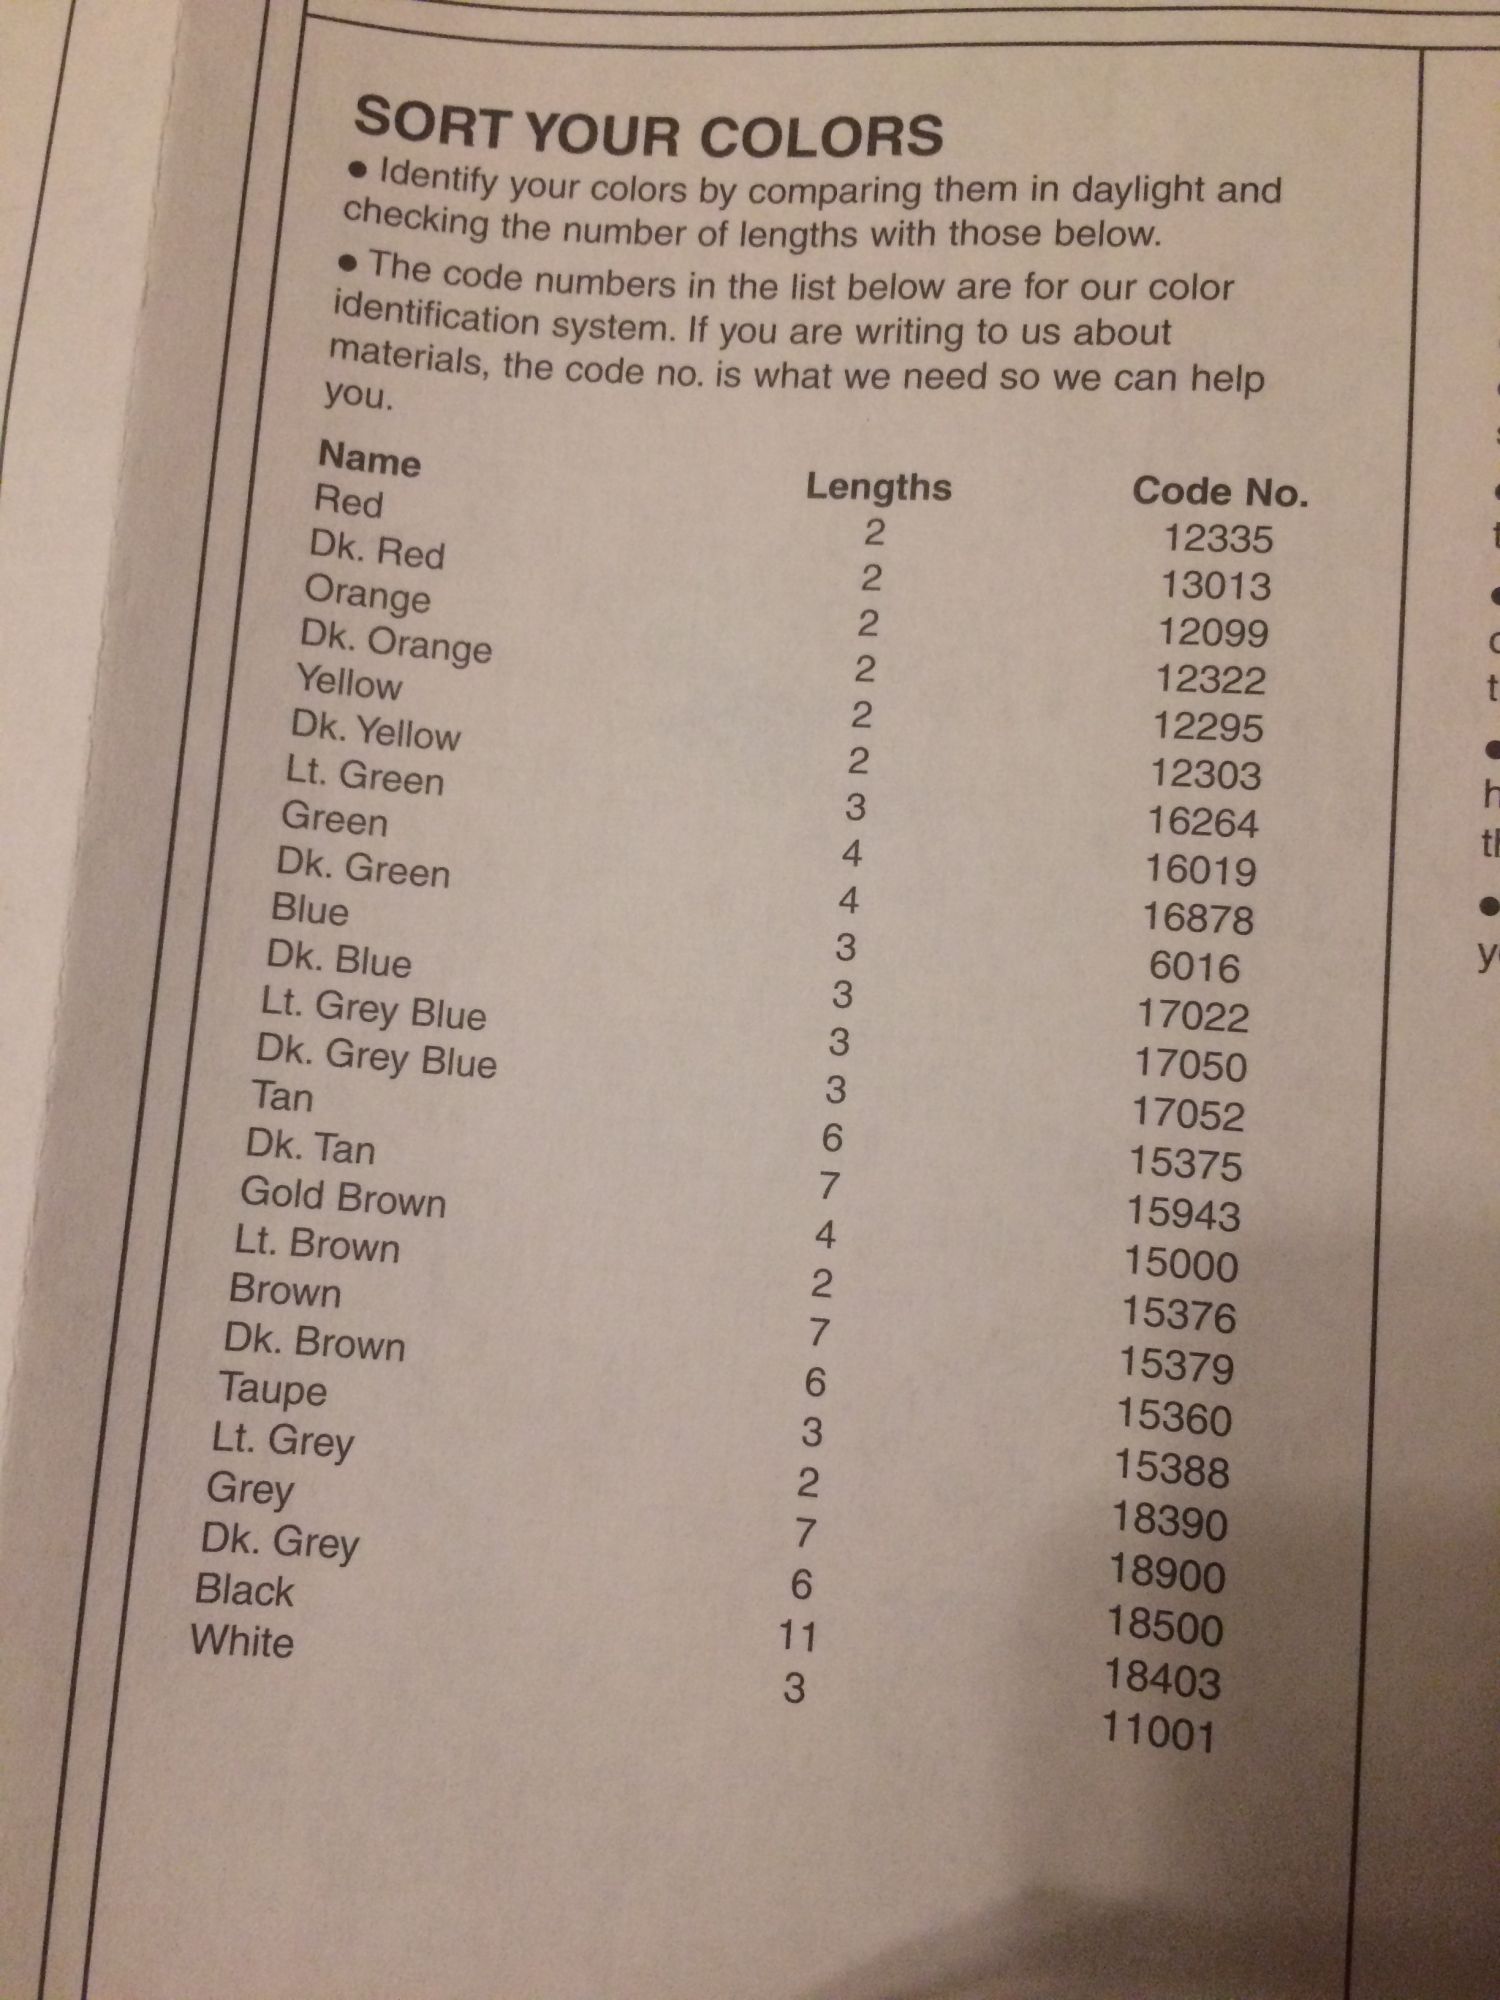 SORT YOUR COLORS
● Identify your colors by comparing them in daylight and
checking the number of lengths with those below.
● The code numbers in the list below are for our color
identification system. If you are writing to us about
materials, the code no. is what we need so we can help
you.
Name Lengths Code No.
Red 2 12335
Dk. Red 2 13013
Orange 2 12099
Dk. Orange 2 12322
Yellow 2 12295
Dk. Yellow 2 12303
Lt. Green 3 16264
Green 4 16019
Dk. Green 4 16878
Blue 3 6016
Dk. Blue 3 17022
Lt. Grey Blue 3 17050
Dk. Grey Blue 3 17052
Tan 6 15375
Dk. Tan 7 15943
Gold Brown 4 15000
Lt. Brown 2 15376
Brown 7 15379
Dk. Brown 6 15360
Taupe 3 15388
Lt. Grey 2 18390
Grey 7 18900
Dk. Grey 6 18500
Black 11 18403
White 3 11001